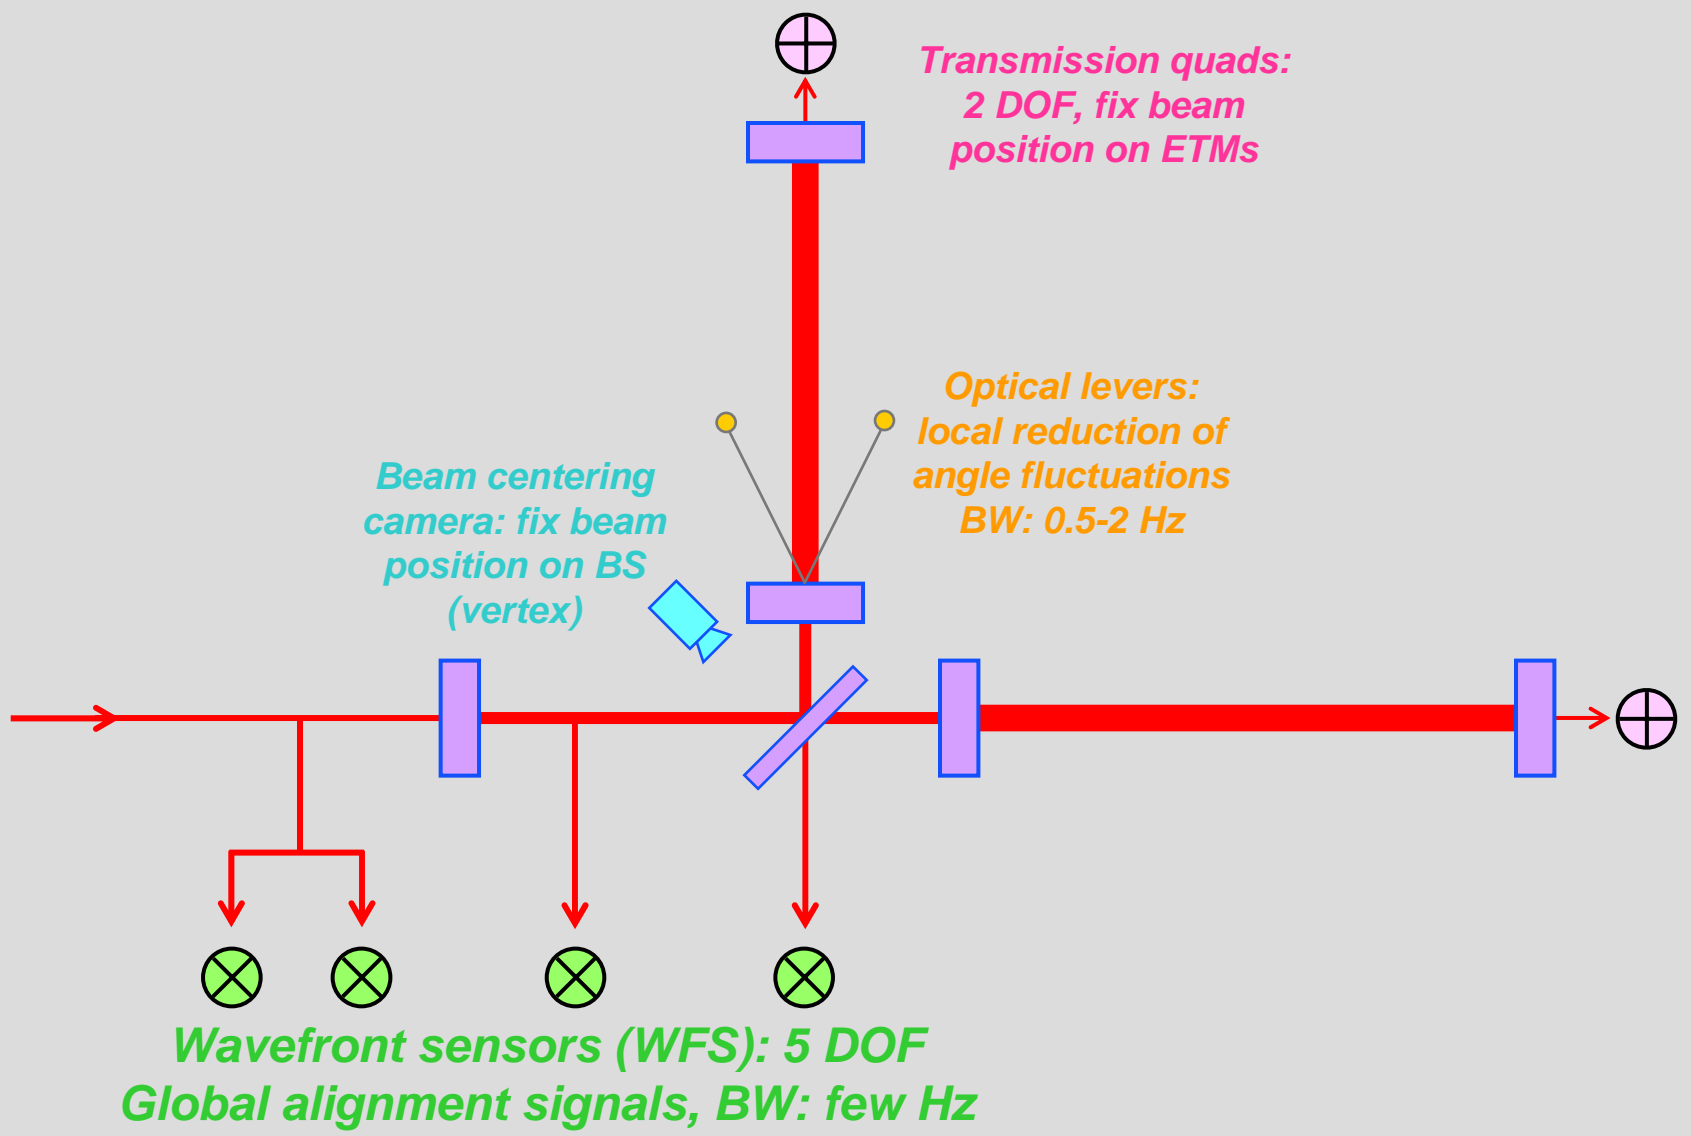 Transmission quads:
2 DOF, fix beam
position on ETMs
Optical levers:
local reduction of
angle fluctuations
BW: 0.5-2 Hz
Beam centering
camera: fix beam
position on BS
(vertex)
Wavefront sensors (WFS): 5 DOF
Global alignment signals, BW: few Hz